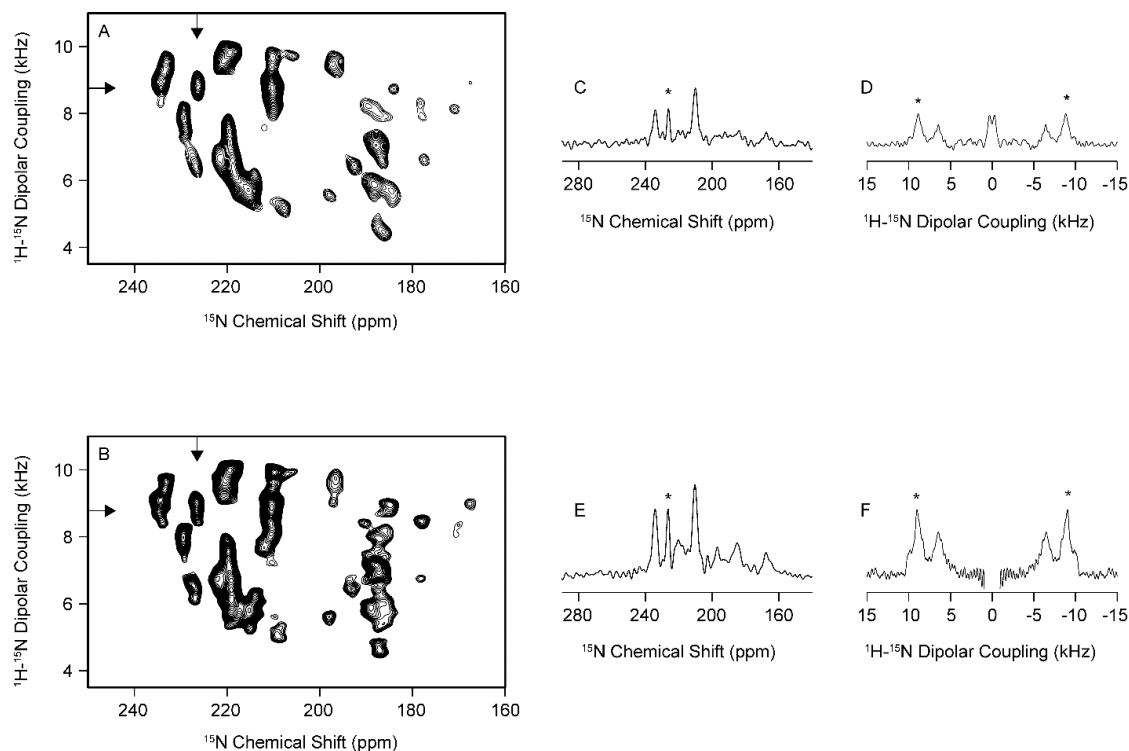 A
¹H-¹⁵N Dipolar Coupling (kHz)
10
8
6
4
240 220 200 180 160
¹⁵N Chemical Shift (ppm)
C
*
280 240 200 160
¹⁵N Chemical Shift (ppm)
D
* *
15 10 5 0 -5 -10 -15
¹H-¹⁵N Dipolar Coupling (kHz)
B
¹H-¹⁵N Dipolar Coupling (kHz)
10
8
6
4
240 220 200 180 160
¹⁵N Chemical Shift (ppm)
E
*
280 240 200 160
¹⁵N Chemical Shift (ppm)
F
* *
15 10 5 0 -5 -10 -15
¹H-¹⁵N Dipolar Coupling (kHz)